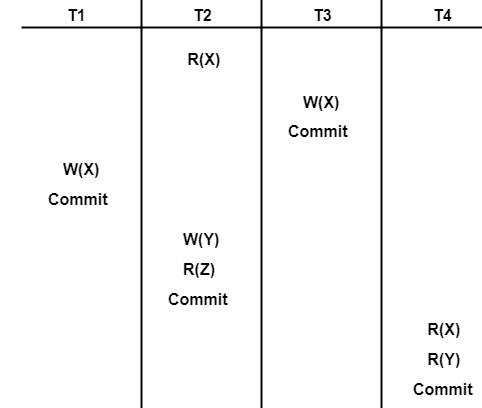 T1 T2 T3 T4
R(X)
W(X)
Commit
W(X)
Commit
W(Y)
R(Z)
Commit
R(X)
R(Y)
Commit